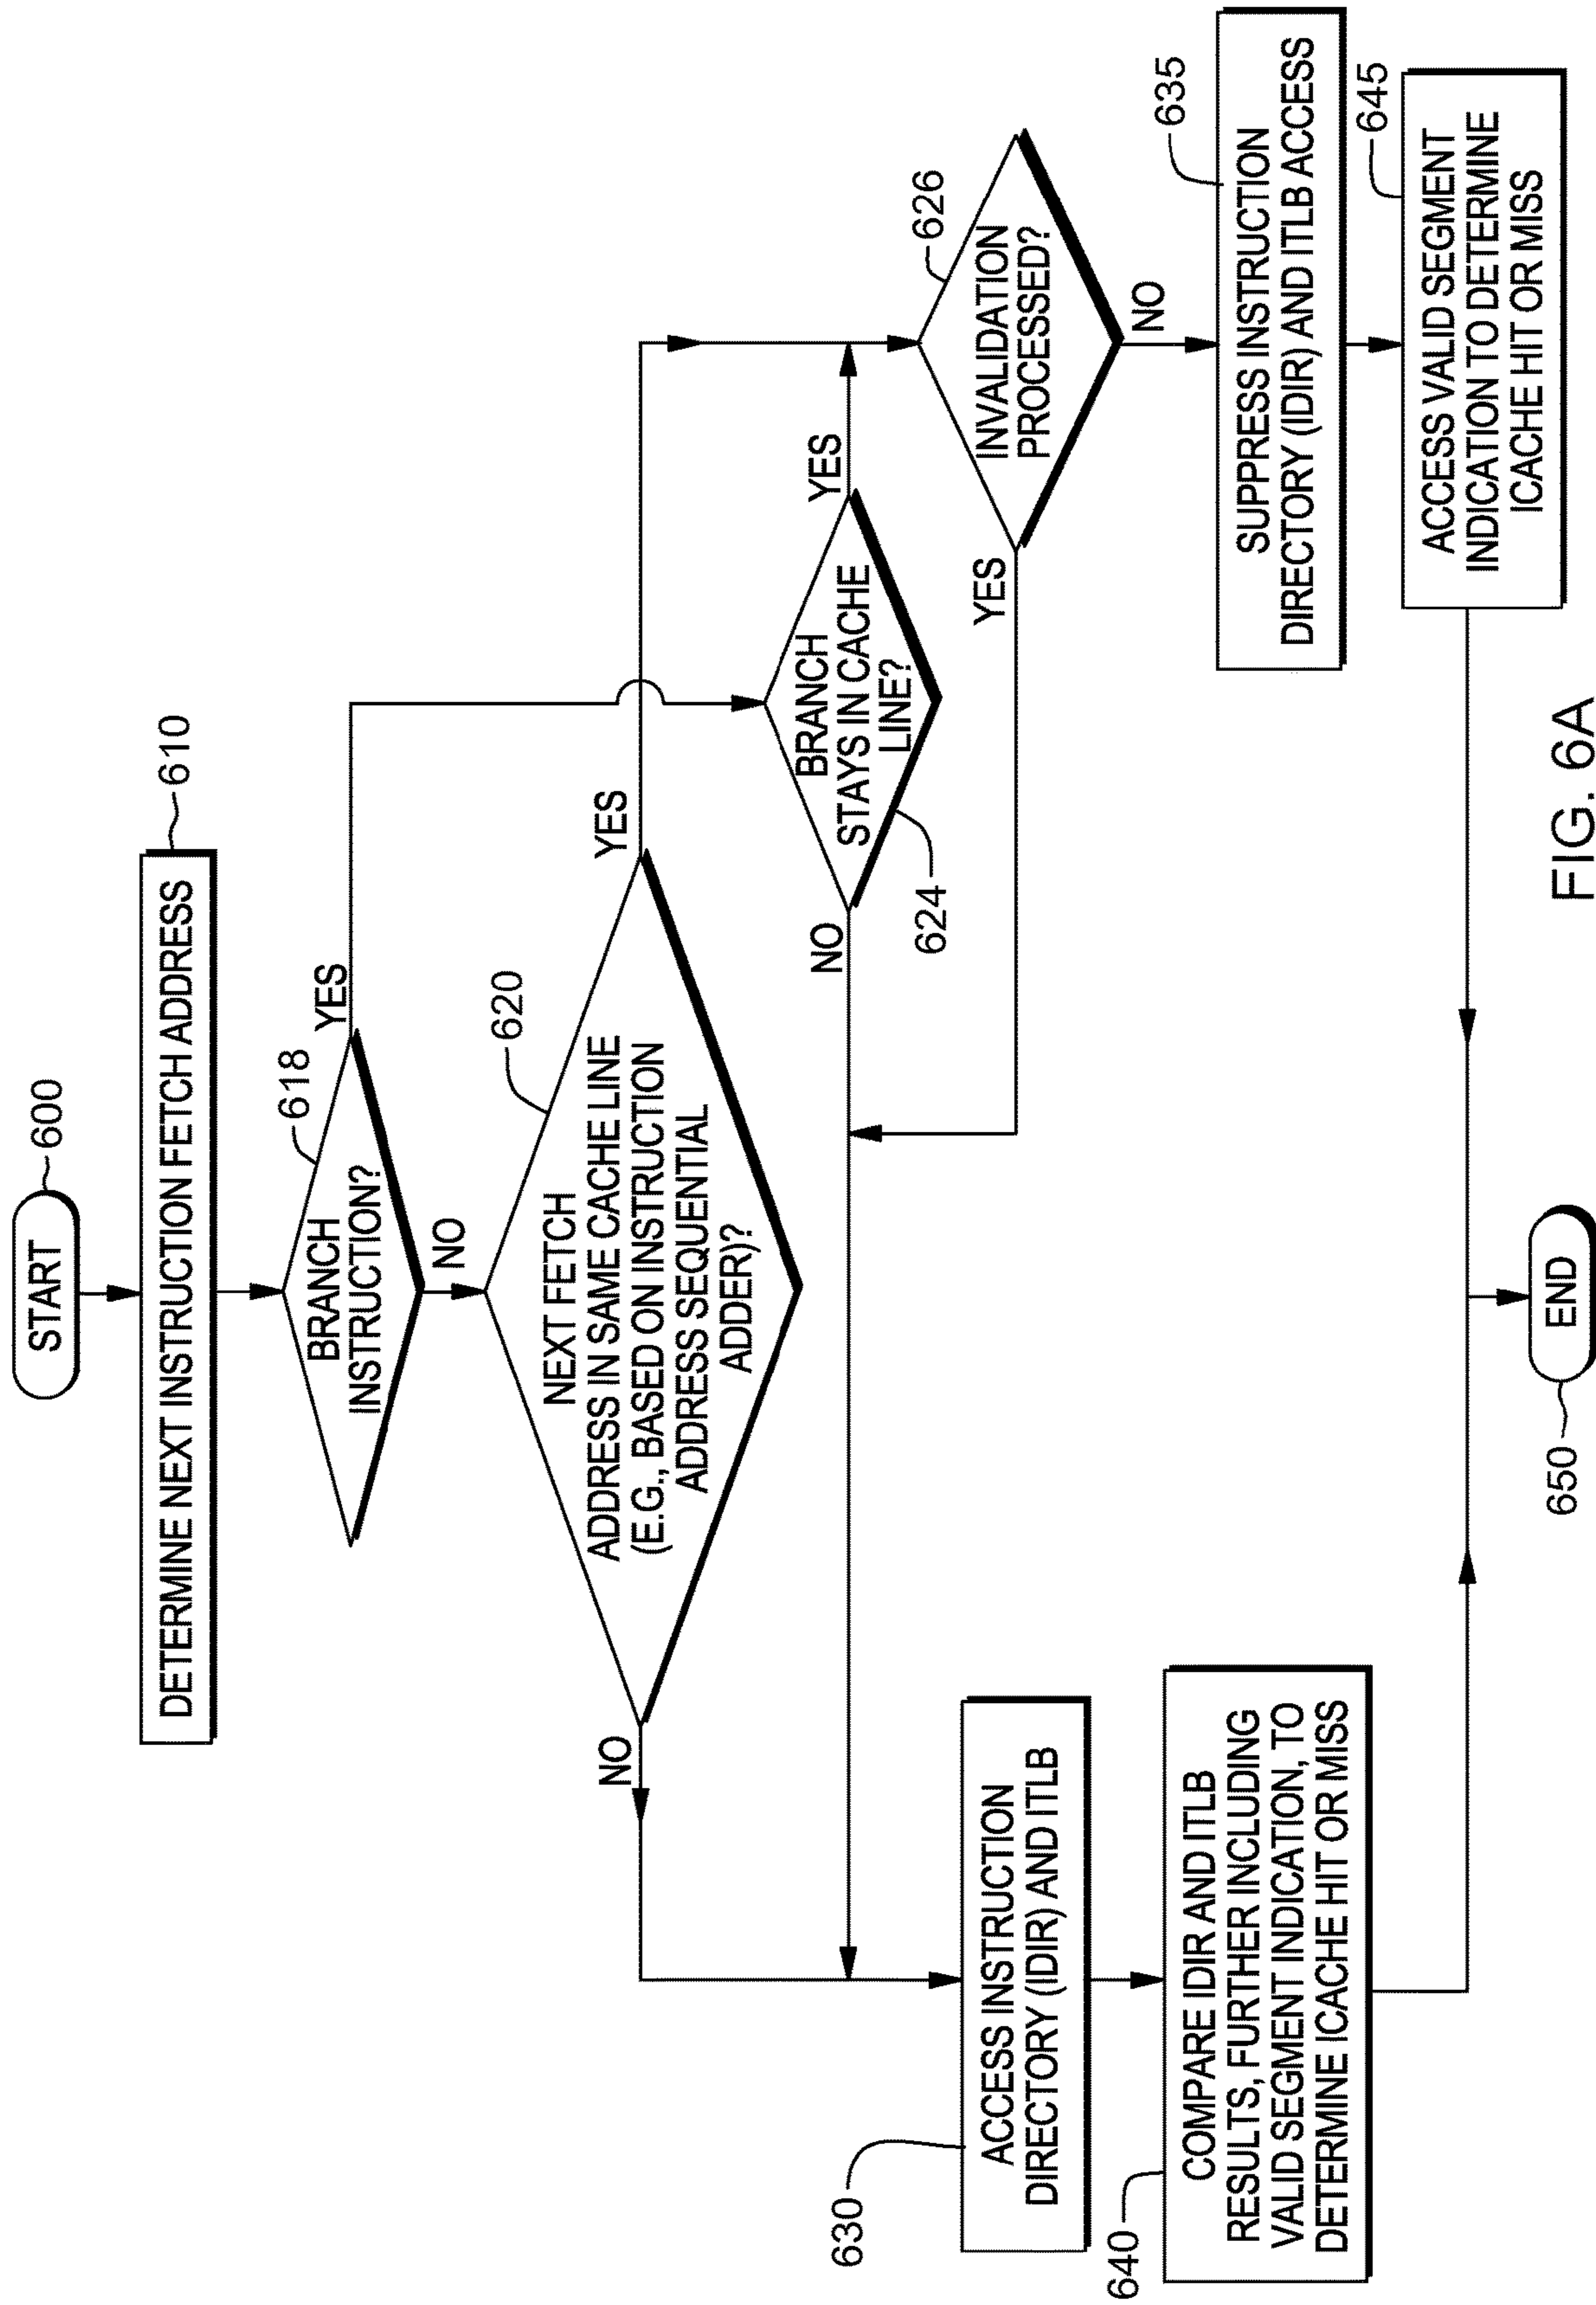 START
600
DETERMINE NEXT INSTRUCTION FETCH ADDRESS
610
BRANCH
INSTRUCTION?
618
YES
NO
NEXT FETCH
ADDRESS IN SAME CACHE LINE
(E.G., BASED ON INSTRUCTION
ADDRESS SEQUENTIAL
ADDER)?
620
NO
YES
BRANCH
STAYS IN CACHE
LINE?
624
NO
YES
INVALIDATION
PROCESSED?
626
YES
NO
ACCESS INSTRUCTION
DIRECTORY (IDIR) AND ITLB
630
SUPPRESS INSTRUCTION
DIRECTORY (IDIR) AND ITLB ACCESS
635
COMPARE IDIR AND ITLB
RESULTS, FURTHER INCLUDING
VALID SEGMENT INDICATION, TO
DETERMINE ICACHE HIT OR MISS
640
ACCESS VALID SEGMENT
INDICATION TO DETERMINE
ICACHE HIT OR MISS
645
END
650
FIG. 6A